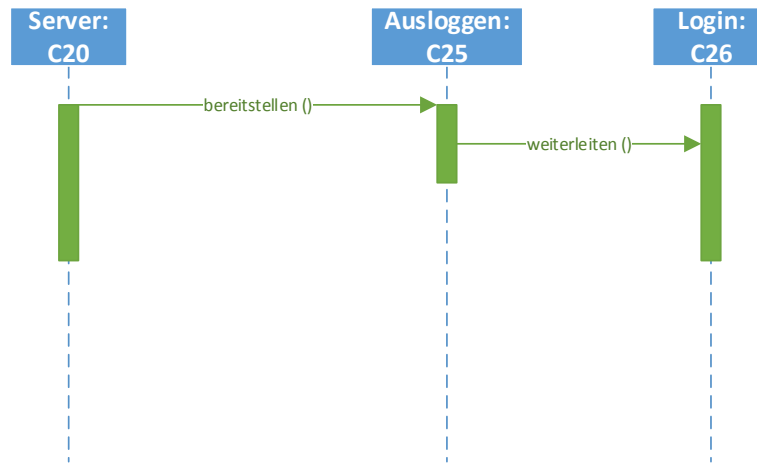 Server:
C20
Ausloggen:
C25
Login:
C26
bereitstellen ()
weiterleiten ()